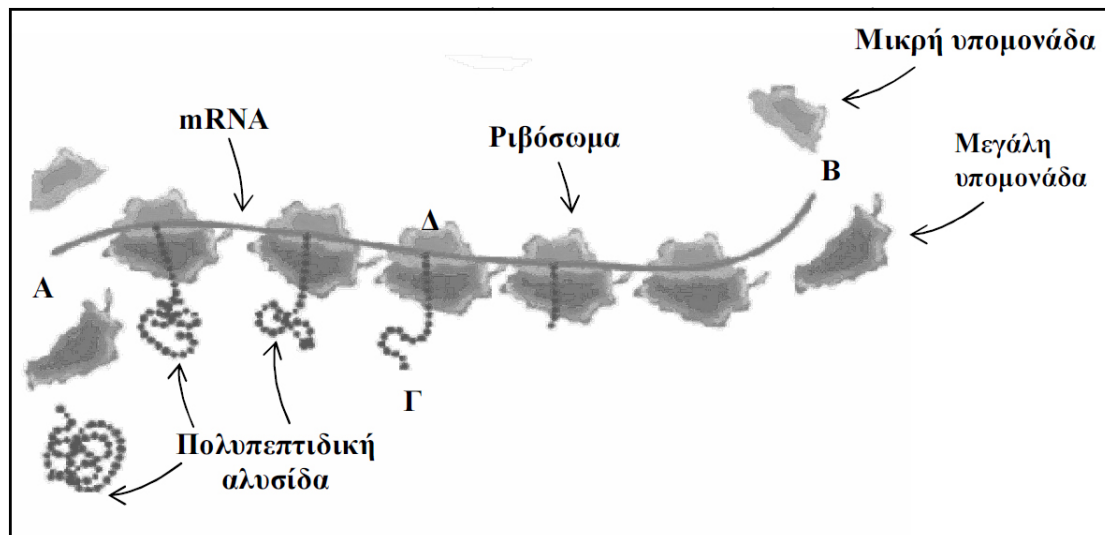 Μικρή υπομονάδα
mRNA
Ριβόσωμα
Μεγάλη
υπομονάδα
Β
Δ
Α
Γ
Πολυπεπτιδική
αλυσίδα